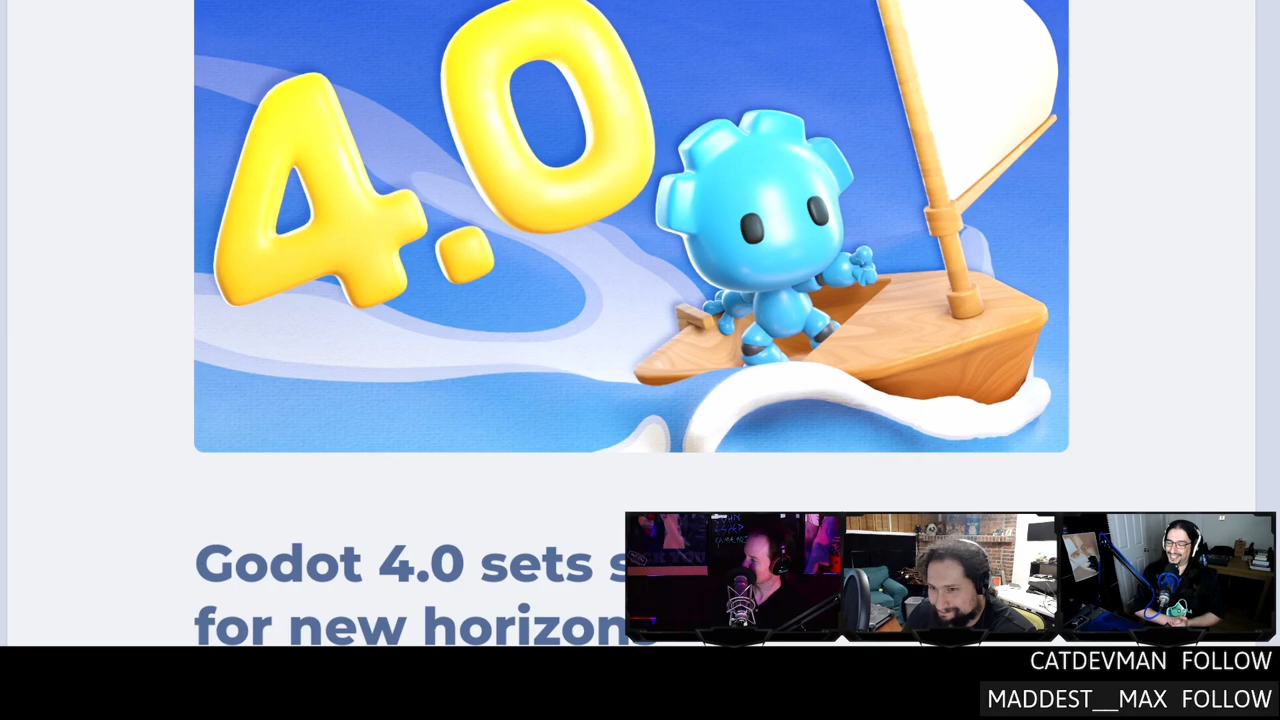 4.0
Godot 4.0 sets s
for new horizon
CATDEVMAN FOLLOW
MADDEST__MAX FOLLOW